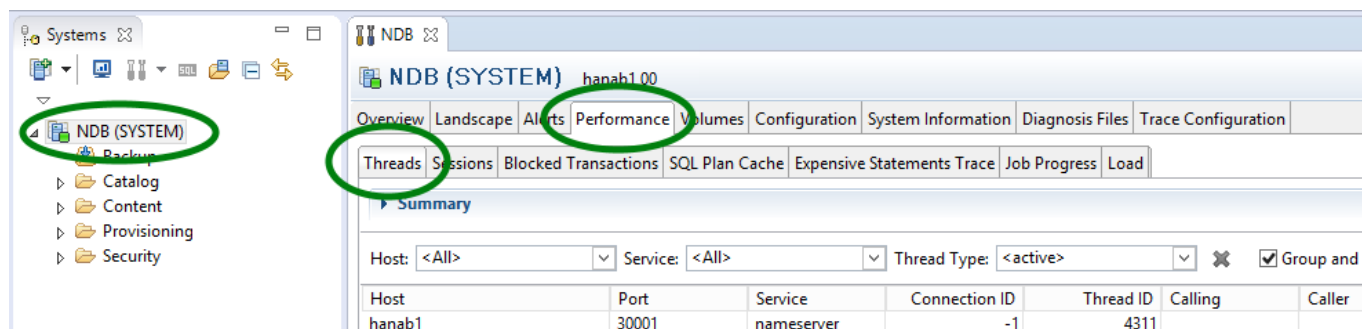 Systems
NDB (SYSTEM)
Backup
Catalog
Content
Provisioning
Security
NDB
NDB (SYSTEM) hanab1 00
Overview Landscape Alerts Performance Volumes Configuration System Information Diagnosis Files Trace Configuration
Threads Sessions Blocked Transactions SQL Plan Cache Expensive Statements Trace Job Progress Load
Summary
Host: <All> Service: <All> Thread Type: <active> Group and
Host Port Service Connection ID Thread ID Calling Caller
hanab1 30001 nameserver -1 4311